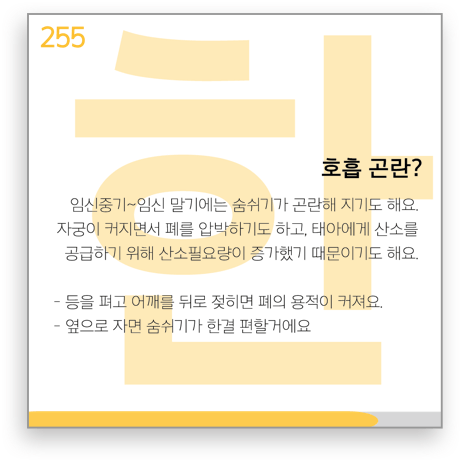 255
한
호흡 곤란?
임신중기~임신 말기에는 숨쉬기가 곤란해 지기도 해요.
자궁이 커지면서 폐를 압박하기도 하고, 태아에게 산소를
공급하기 위해 산소필요량이 증가했기 때문이기도 해요.
- 등을 펴고 어깨를 뒤로 젖히면 폐의 용적이 커져요.
- 옆으로 자면 숨쉬기가 한결 편할거에요